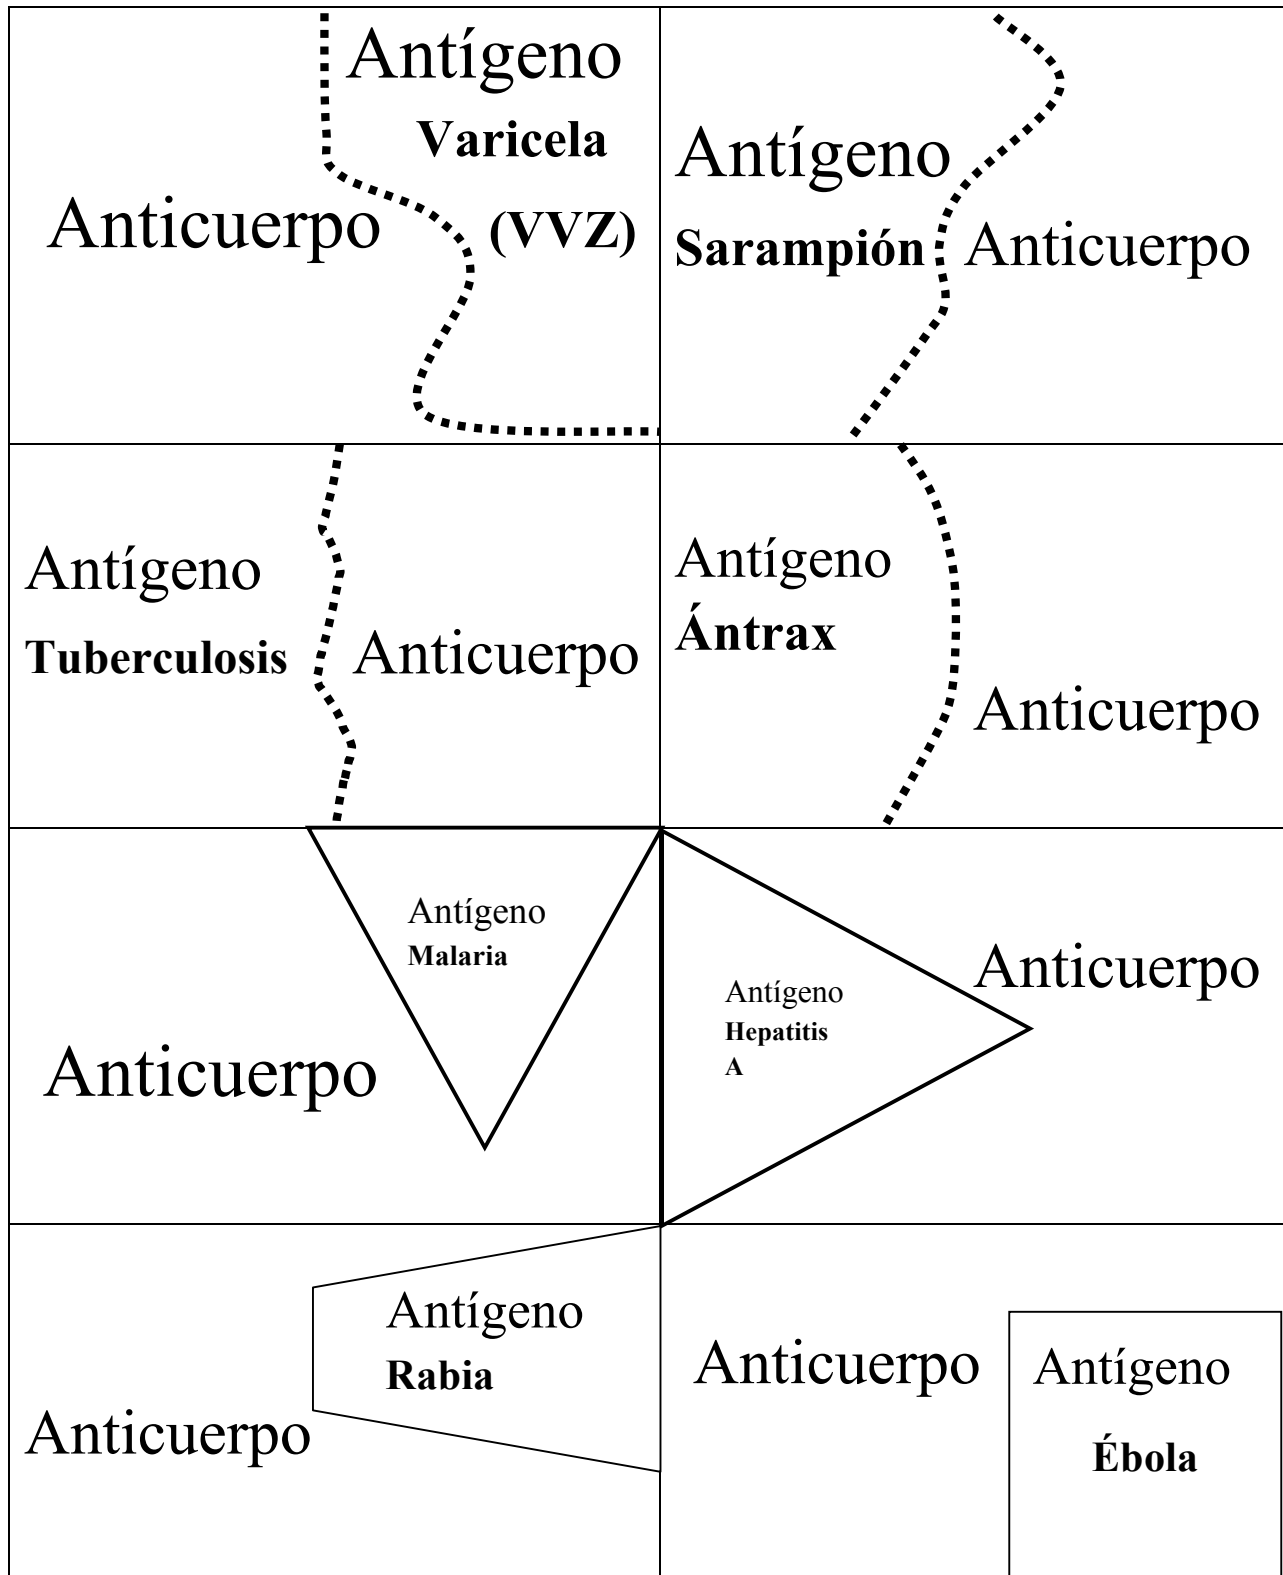 Antígeno
Varicela
Anticuerpo
(VVZ)
Antígeno
Sarampión
Anticuerpo
Antígeno
Tuberculosis
Anticuerpo
Antígeno
Ántrax
Anticuerpo
Antígeno
Malaria
Anticuerpo
Antígeno
Hepatitis
A
Anticuerpo
Antígeno
Rabia
Anticuerpo
Anticuerpo
Antígeno
Ébola